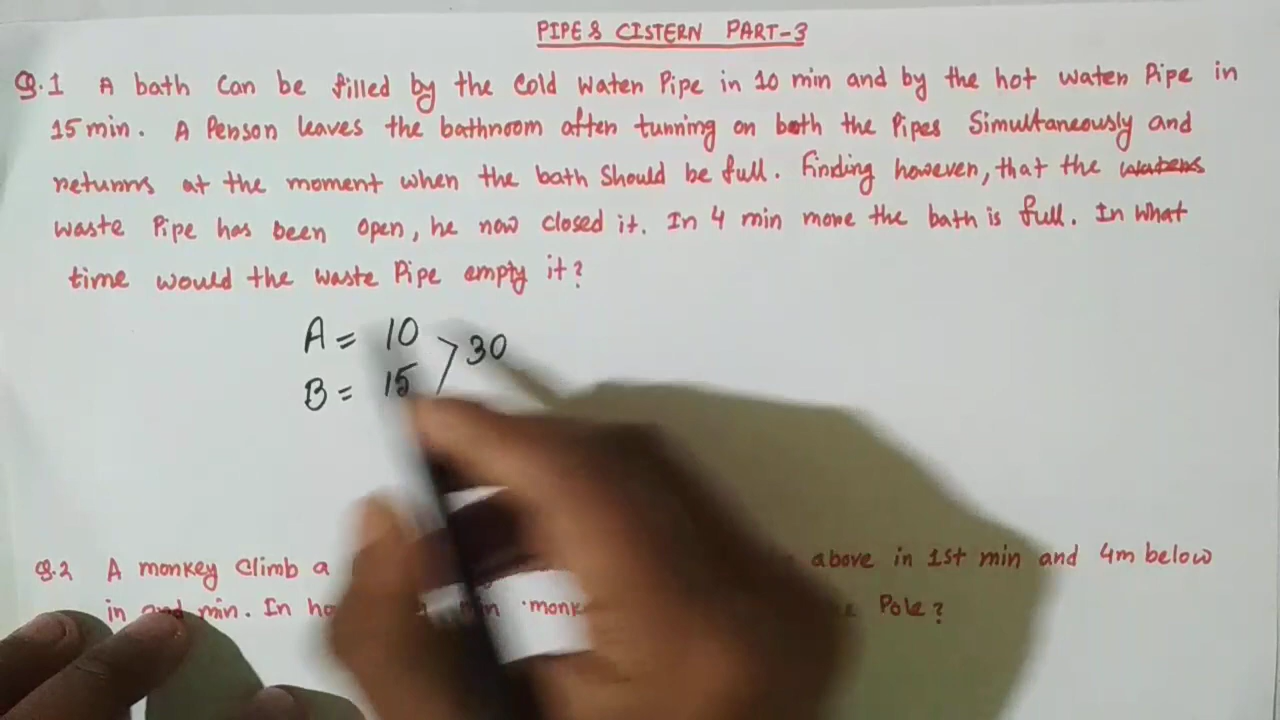 PIPE & CISTERN PART-3
Q.1 A bath Can be filled by the Cold Water Pipe in 10 min and by the hot water Pipe in
15 min. A Person leaves the bathroom after tunning on both the Pipes Simultaneously and
returns at the moment when the bath Should be full. Finding however, that the
waste Pipe has been open, he now closed it. In 4 min more the bath is full. In what
time would the waste Pipe empty it?
A = 10
30
B = 15
Q.2 A monkey Climb a above in 1st min and 4m below
in min. In min Pole?